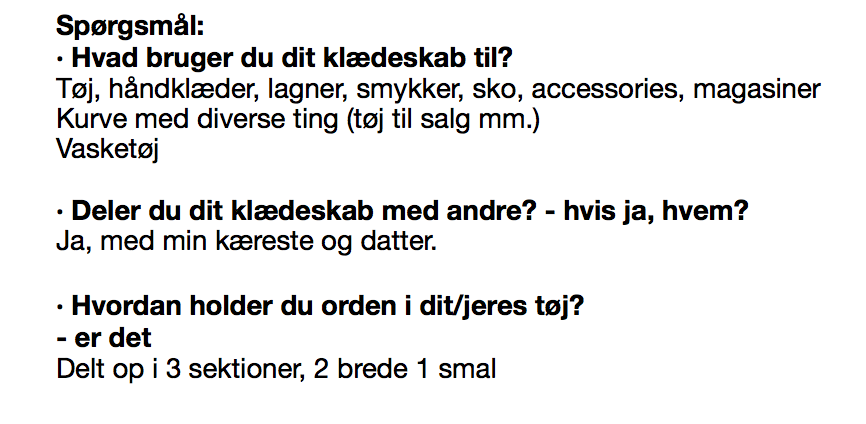 Spørgsmål:
· Hvad bruger du dit klædeskab til?
Tøj, håndklæder, lagner, smykker, sko, accessories, magasiner
Kurve med diverse ting (tøj til salg mm.)
Vasketøj
· Deler du dit klædeskab med andre? - hvis ja, hvem?
Ja, med min kæreste og datter.
· Hvordan holder du orden i dit/jeres tøj?
- er det
Delt op i 3 sektioner, 2 brede 1 smal